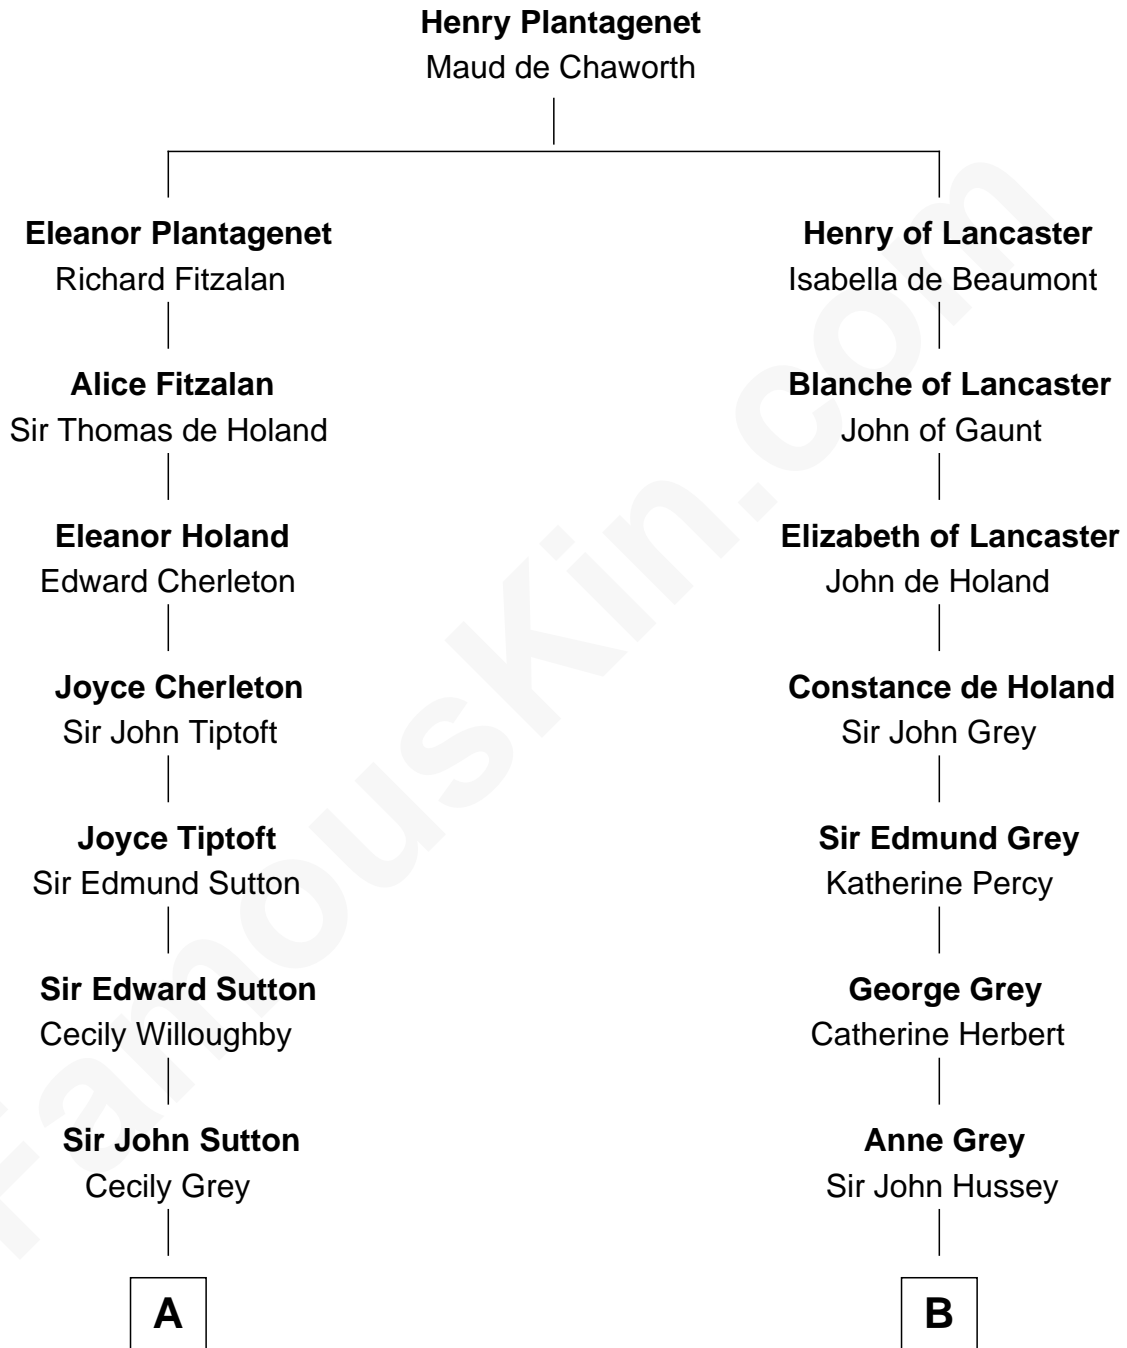 Henry Plantagenet
Maud de Chaworth
Eleanor Plantagenet
Richard Fitzalan
Henry of Lancaster
Isabella de Beaumont
Alice Fitzalan
Sir Thomas de Holand
Blanche of Lancaster
John of Gaunt
Eleanor Holand
Edward Cherleton
Elizabeth of Lancaster
John de Holand
Joyce Cherleton
Sir John Tiptoft
Constance de Holand
Sir John Grey
Joyce Tiptoft
Sir Edmund Sutton
Sir Edmund Grey
Katherine Percy
Sir Edward Sutton
Cecily Willoughby
George Grey
Catherine Herbert
Sir John Sutton
Cecily Grey
Anne Grey
Sir John Hussey
A
B
FamousKin.com